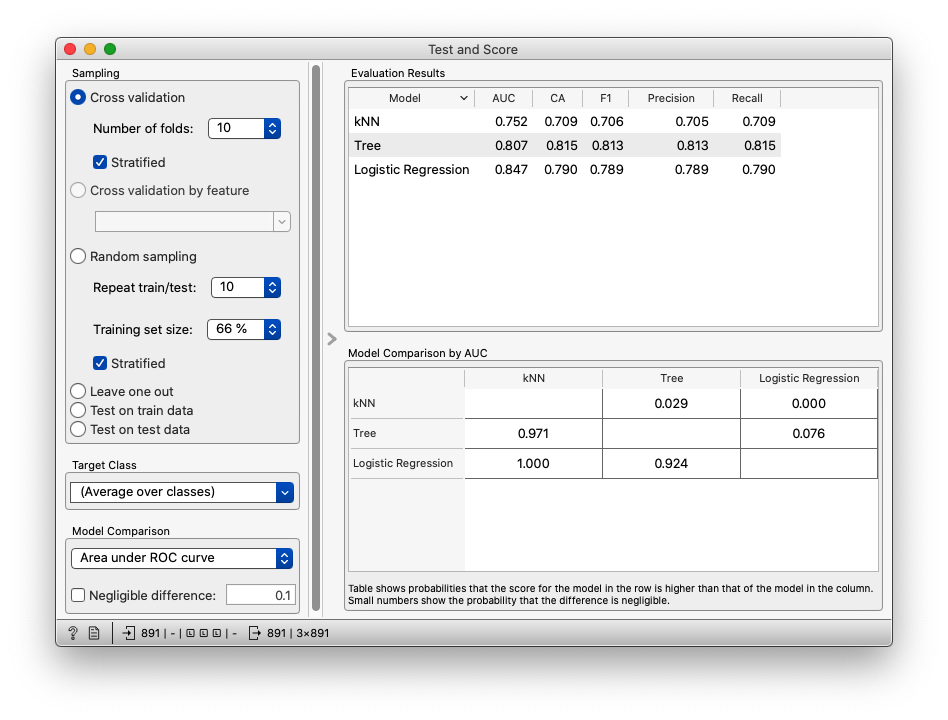 Test and Score
Sampling
Cross validation
Number of folds: 10
Stratified
Cross validation by feature
Random sampling
Repeat train/test: 10
Training set size: 66 %
Stratified
Leave one out
Test on train data
Test on test data
Target Class
(Average over classes)
Model Comparison
Area under ROC curve
Negligible difference: 0.1
Evaluation Results
Model AUC CA F1 Precision Recall
kNN 0.752 0.709 0.706 0.705 0.709
Tree 0.807 0.815 0.813 0.813 0.815
Logistic Regression 0.847 0.790 0.789 0.789 0.790
Model Comparison by AUC
kNN Tree Logistic Regression
kNN 0.029 0.000
Tree 0.971 0.076
Logistic Regression 1.000 0.924
Table shows probabilities that the score for the model in the row is higher than that of the model in the column.
Small numbers show the probability that the difference is negligible.
? 891 | - | L L L | - 891 | 3×891